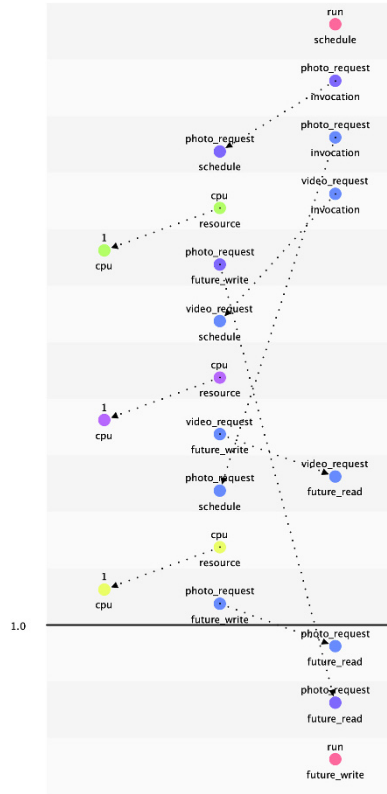 run
schedule
photo_request
invocation
photo_request
invocation
photo_request
schedule
video_request
invocation
cpu
resource
1
cpu
photo_request
future_write
video_request
schedule
cpu
resource
1
cpu
video_request
future_write
video_request
future_read
photo_request
schedule
cpu
resource
1
cpu
photo_request
future_write
1.0
photo_request
future_read
photo_request
future_read
run
future_write